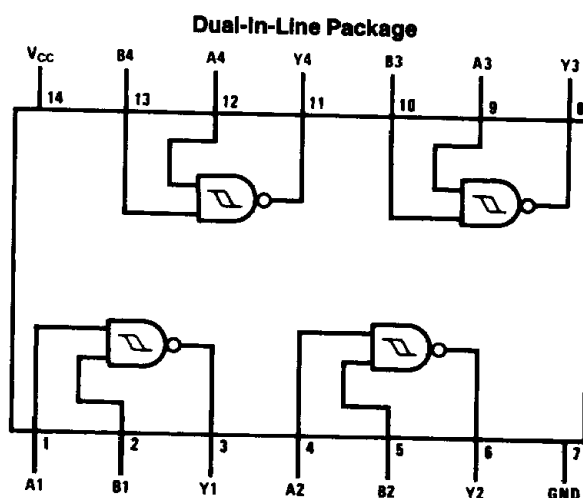 Dual-In-Line Package
VCC B4 A4 Y4 B3 A3 Y3
14 13 12 11 10 9 8
1 2 3 4 5 6 7
A1 B1 Y1 A2 B2 Y2 GND